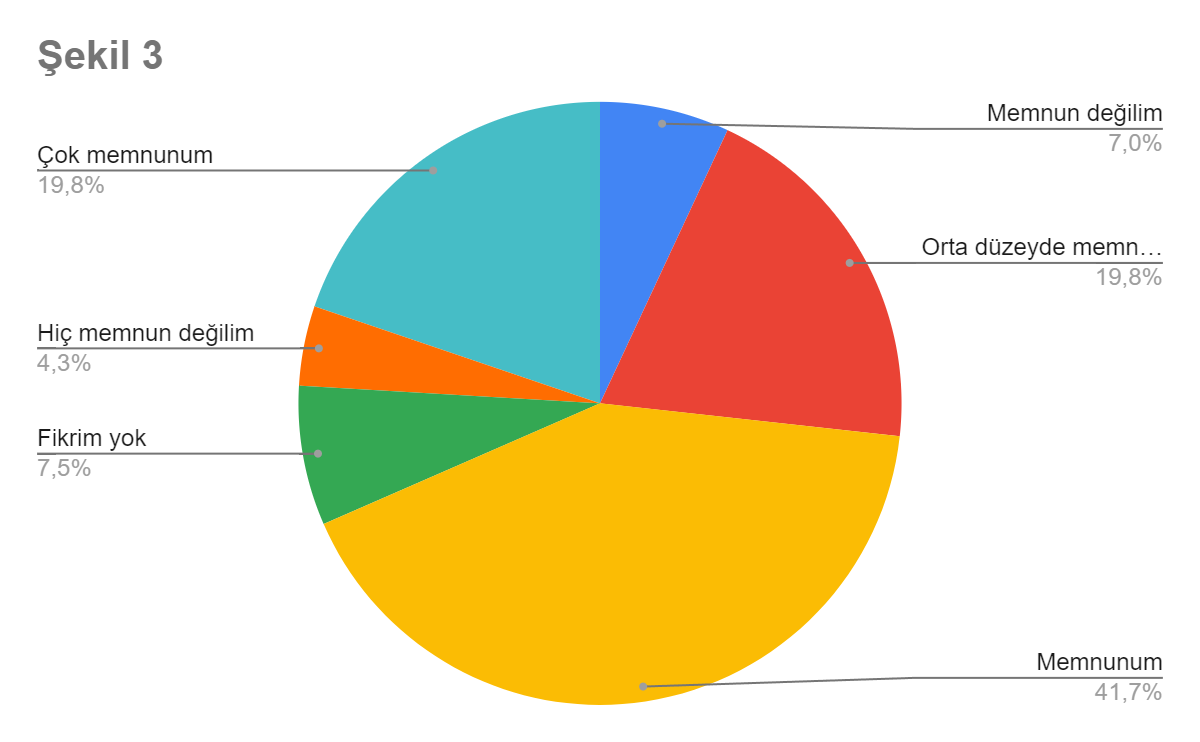 Şekil 3
Memnun değilim
7,0%
Orta düzeyde memn…
19,8%
Memnunum
41,7%
Fikrim yok
7,5%
Hiç memnun değilim
4,3%
Çok memnunum
19,8%